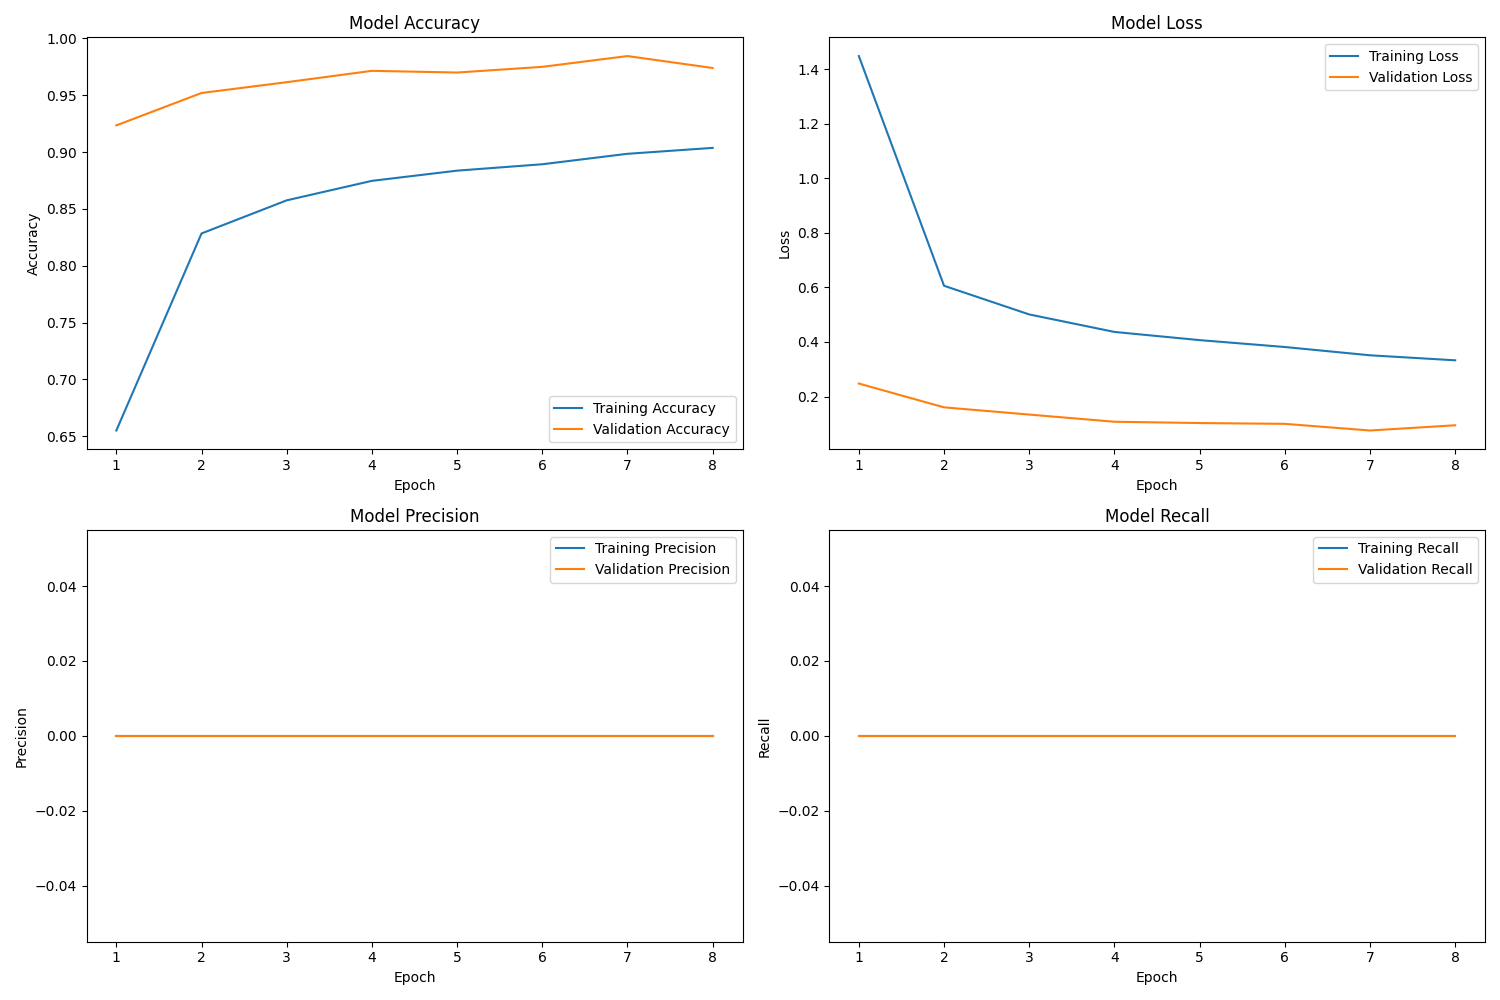 Model Accuracy
1.00
0.95
0.90
0.85
0.80
0.75
0.70
0.65
Accuracy
Training Accuracy
Validation Accuracy
1 2 3 4 5 6 7 8
Epoch
Model Loss
1.4
1.2
1.0
0.8
0.6
0.4
0.2
Loss
Training Loss
Validation Loss
1 2 3 4 5 6 7 8
Epoch
Model Precision
0.04
0.02
0.00
−0.02
−0.04
Precision
Training Precision
Validation Precision
1 2 3 4 5 6 7 8
Epoch
Model Recall
0.04
0.02
0.00
−0.02
−0.04
Recall
Training Recall
Validation Recall
1 2 3 4 5 6 7 8
Epoch